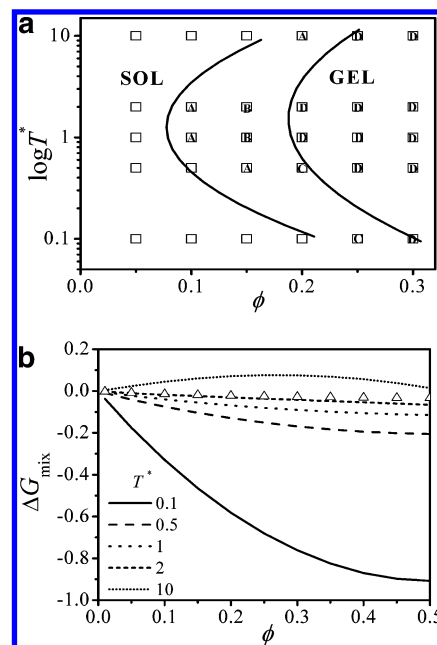 a
SOL
GEL
A D D
A B D D D
A B D D D
A C D D
D
logT*
10
1
0.1
0.0 0.1 0.2 0.3
ϕ
b
ΔG_mix
0.2
0.0
-0.2
-0.4
-0.6
-0.8
-1.0
T*
0.1
0.5
1
2
10
0.0 0.1 0.2 0.3 0.4 0.5
ϕ